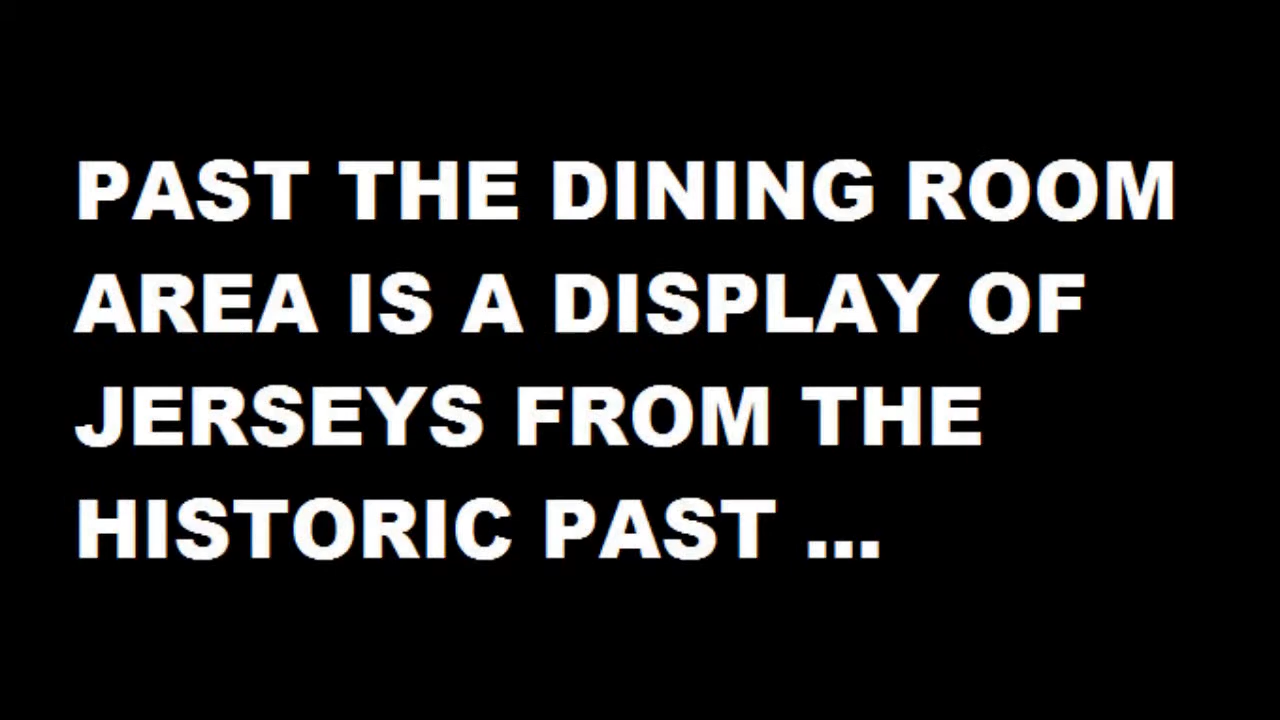 PAST THE DINING ROOM
AREA IS A DISPLAY OF
JERSEYS FROM THE
HISTORIC PAST ...